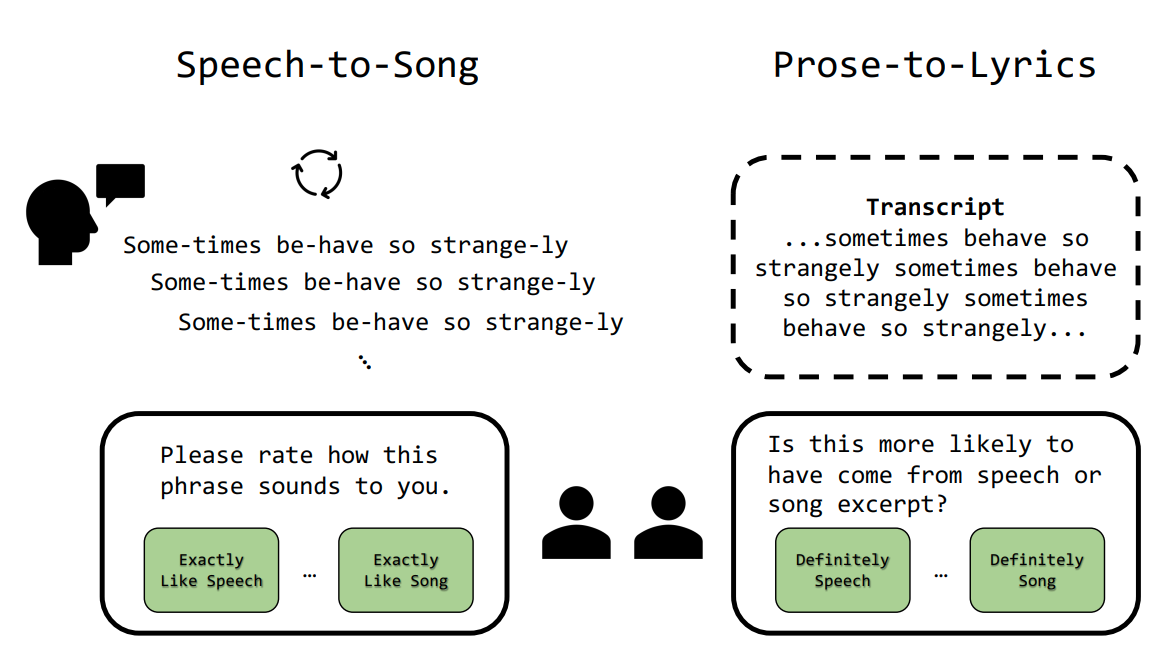 Speech-to-Song
Some-times be-have so strange-ly
Some-times be-have so strange-ly
Some-times be-have so strange-ly
Please rate how this
phrase sounds to you.
Exactly
Like Speech
...
Exactly
Like Song
Prose-to-Lyrics
Transcript
...sometimes behave so
strangely sometimes behave
so strangely sometimes
behave so strangely...
Is this more likely to
have come from speech or
song excerpt?
Definitely
Speech
...
Definitely
Song